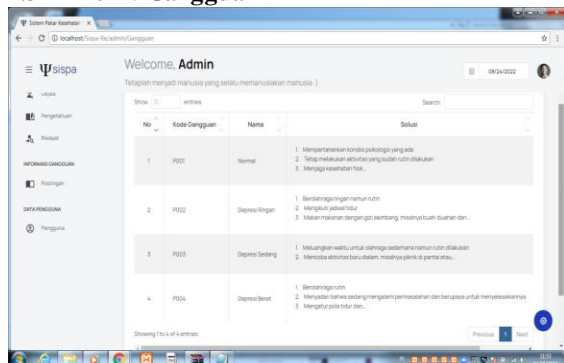 Sistem Pakar Kesehatan
localhost/Sispa-Re/admin/Gangguan
Ψsispa
Welcome, Admin
09/24/2022
Tetaplah menjadi manusia yang selalu memanusiakan manusia :)
Show 10 entries
Search:
Pengetahuan
Riwayat
INFORMASI GANGGUAN
Postingan
DATA PENGGUNA
Pengguna
No Kode Gangguan Nama Solusi
1 P001 Normal
1. Mempertahankan kondisi psikologis yang ada
2. Tetap melakukan aktivitas yang sudah rutin dilakukan
3. Menjaga kesehatan fisik...
2 P002 Depresi Ringan
1. Berolahraga ringan namun rutin
2. Mengikuti jadwal tidur
3. Makan makanan dengan gizi seimbang, misalnya buah-buahan dan...
3 P003 Depresi Sedang
1. Meluangkan waktu untuk olahraga sederhana namun rutin dilakukan
2. Mencoba aktivitas baru dialam, misalnya piknik di pantai atau...
4 P004 Depresi Berat
1. Berolahraga rutin
2. Menyadari bahwa sedang mengalami permasalahan dan berupaya untuk menyelesaikannya
3. Mengatur pola tidur dan...
Showing 1 to 4 of 4 entries
Previous 1 Next